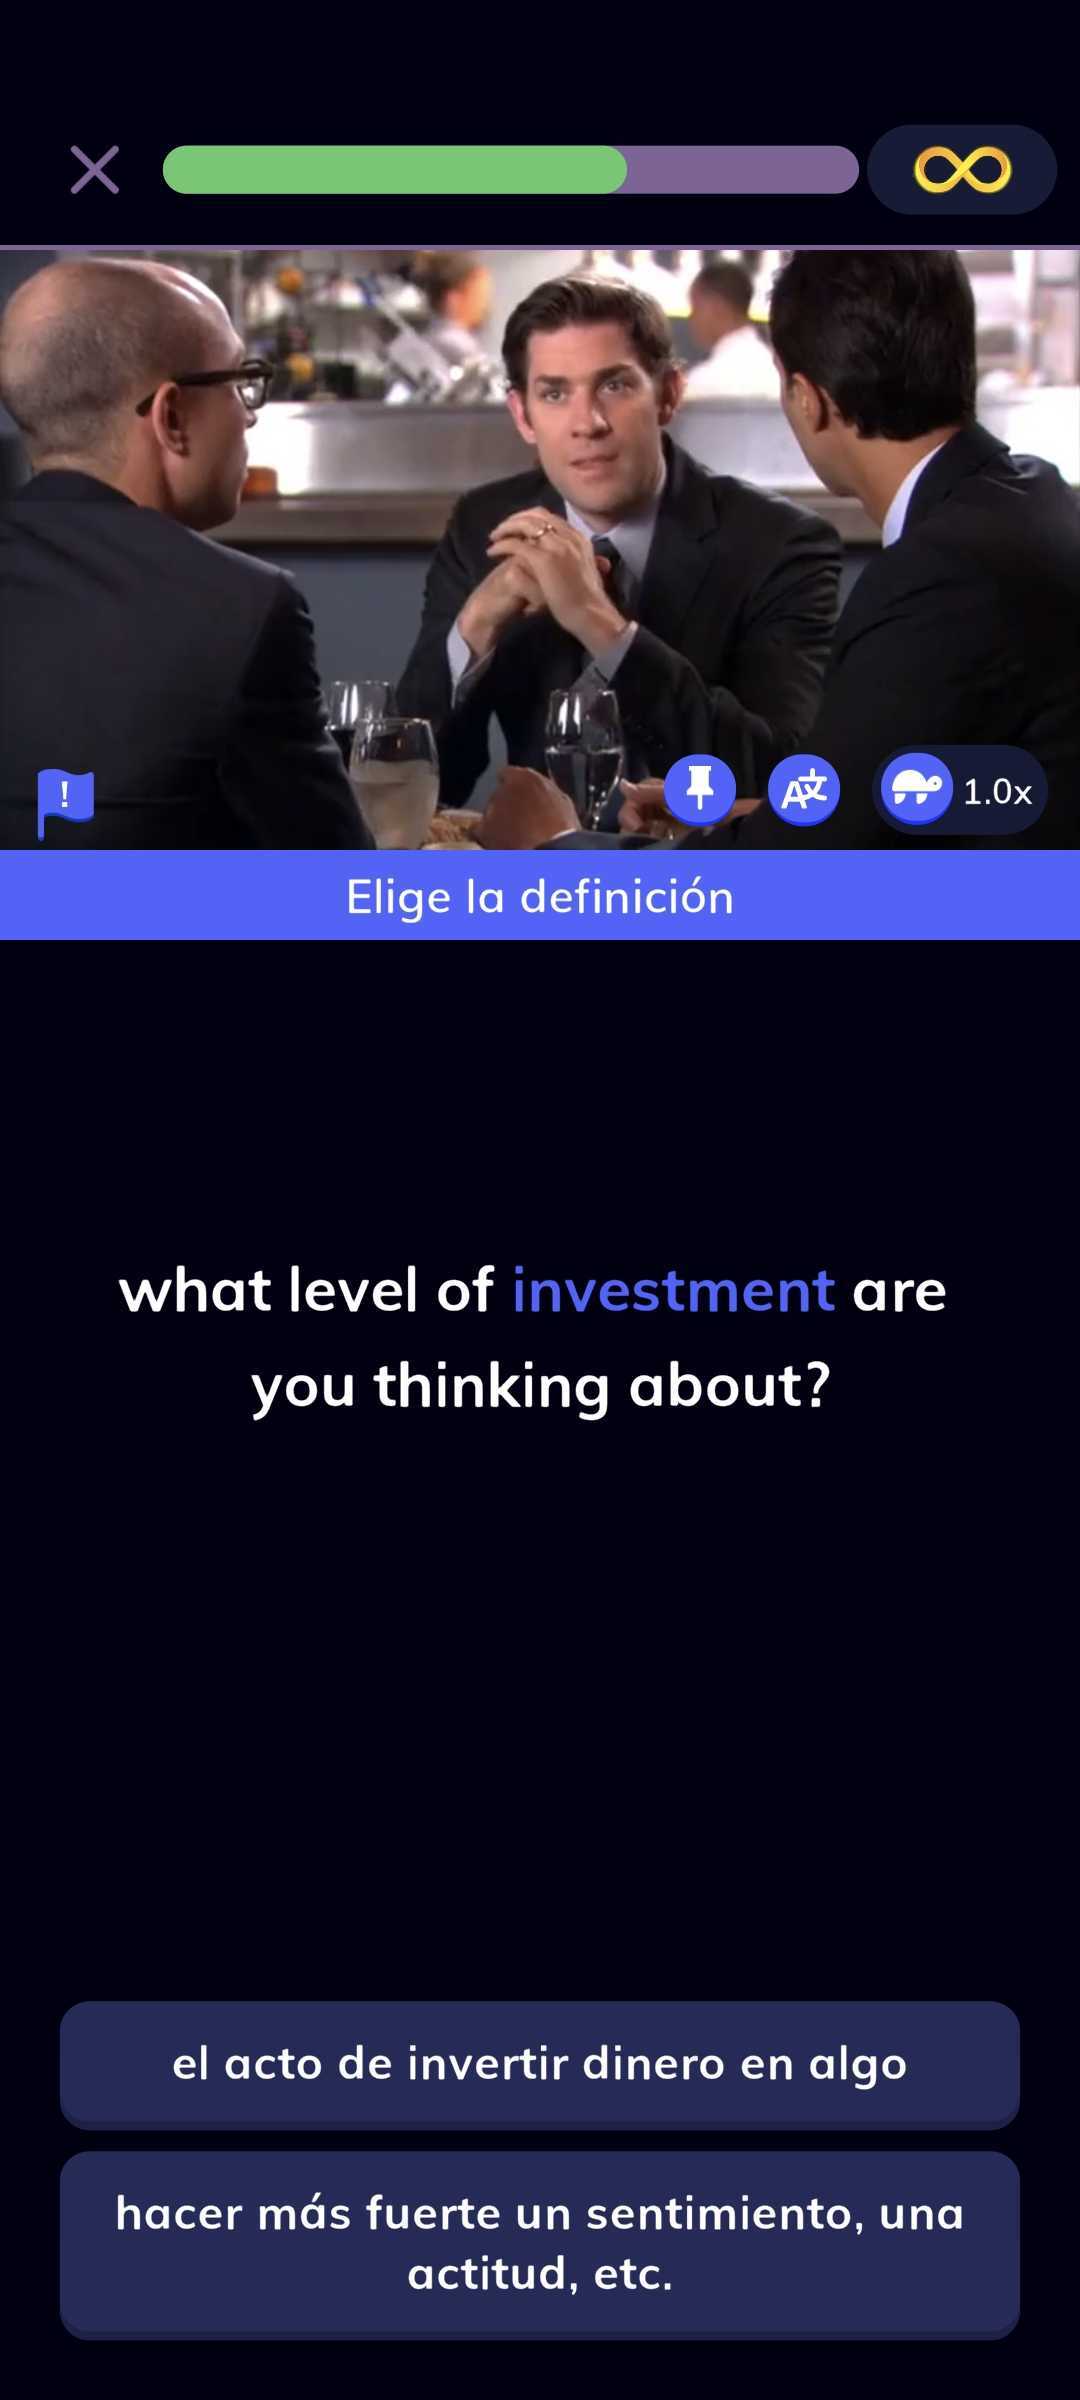 !
1.0x
Elige la definición
what level of investment are
you thinking about?
el acto de invertir dinero en algo
hacer más fuerte un sentimiento, una
actitud, etc.